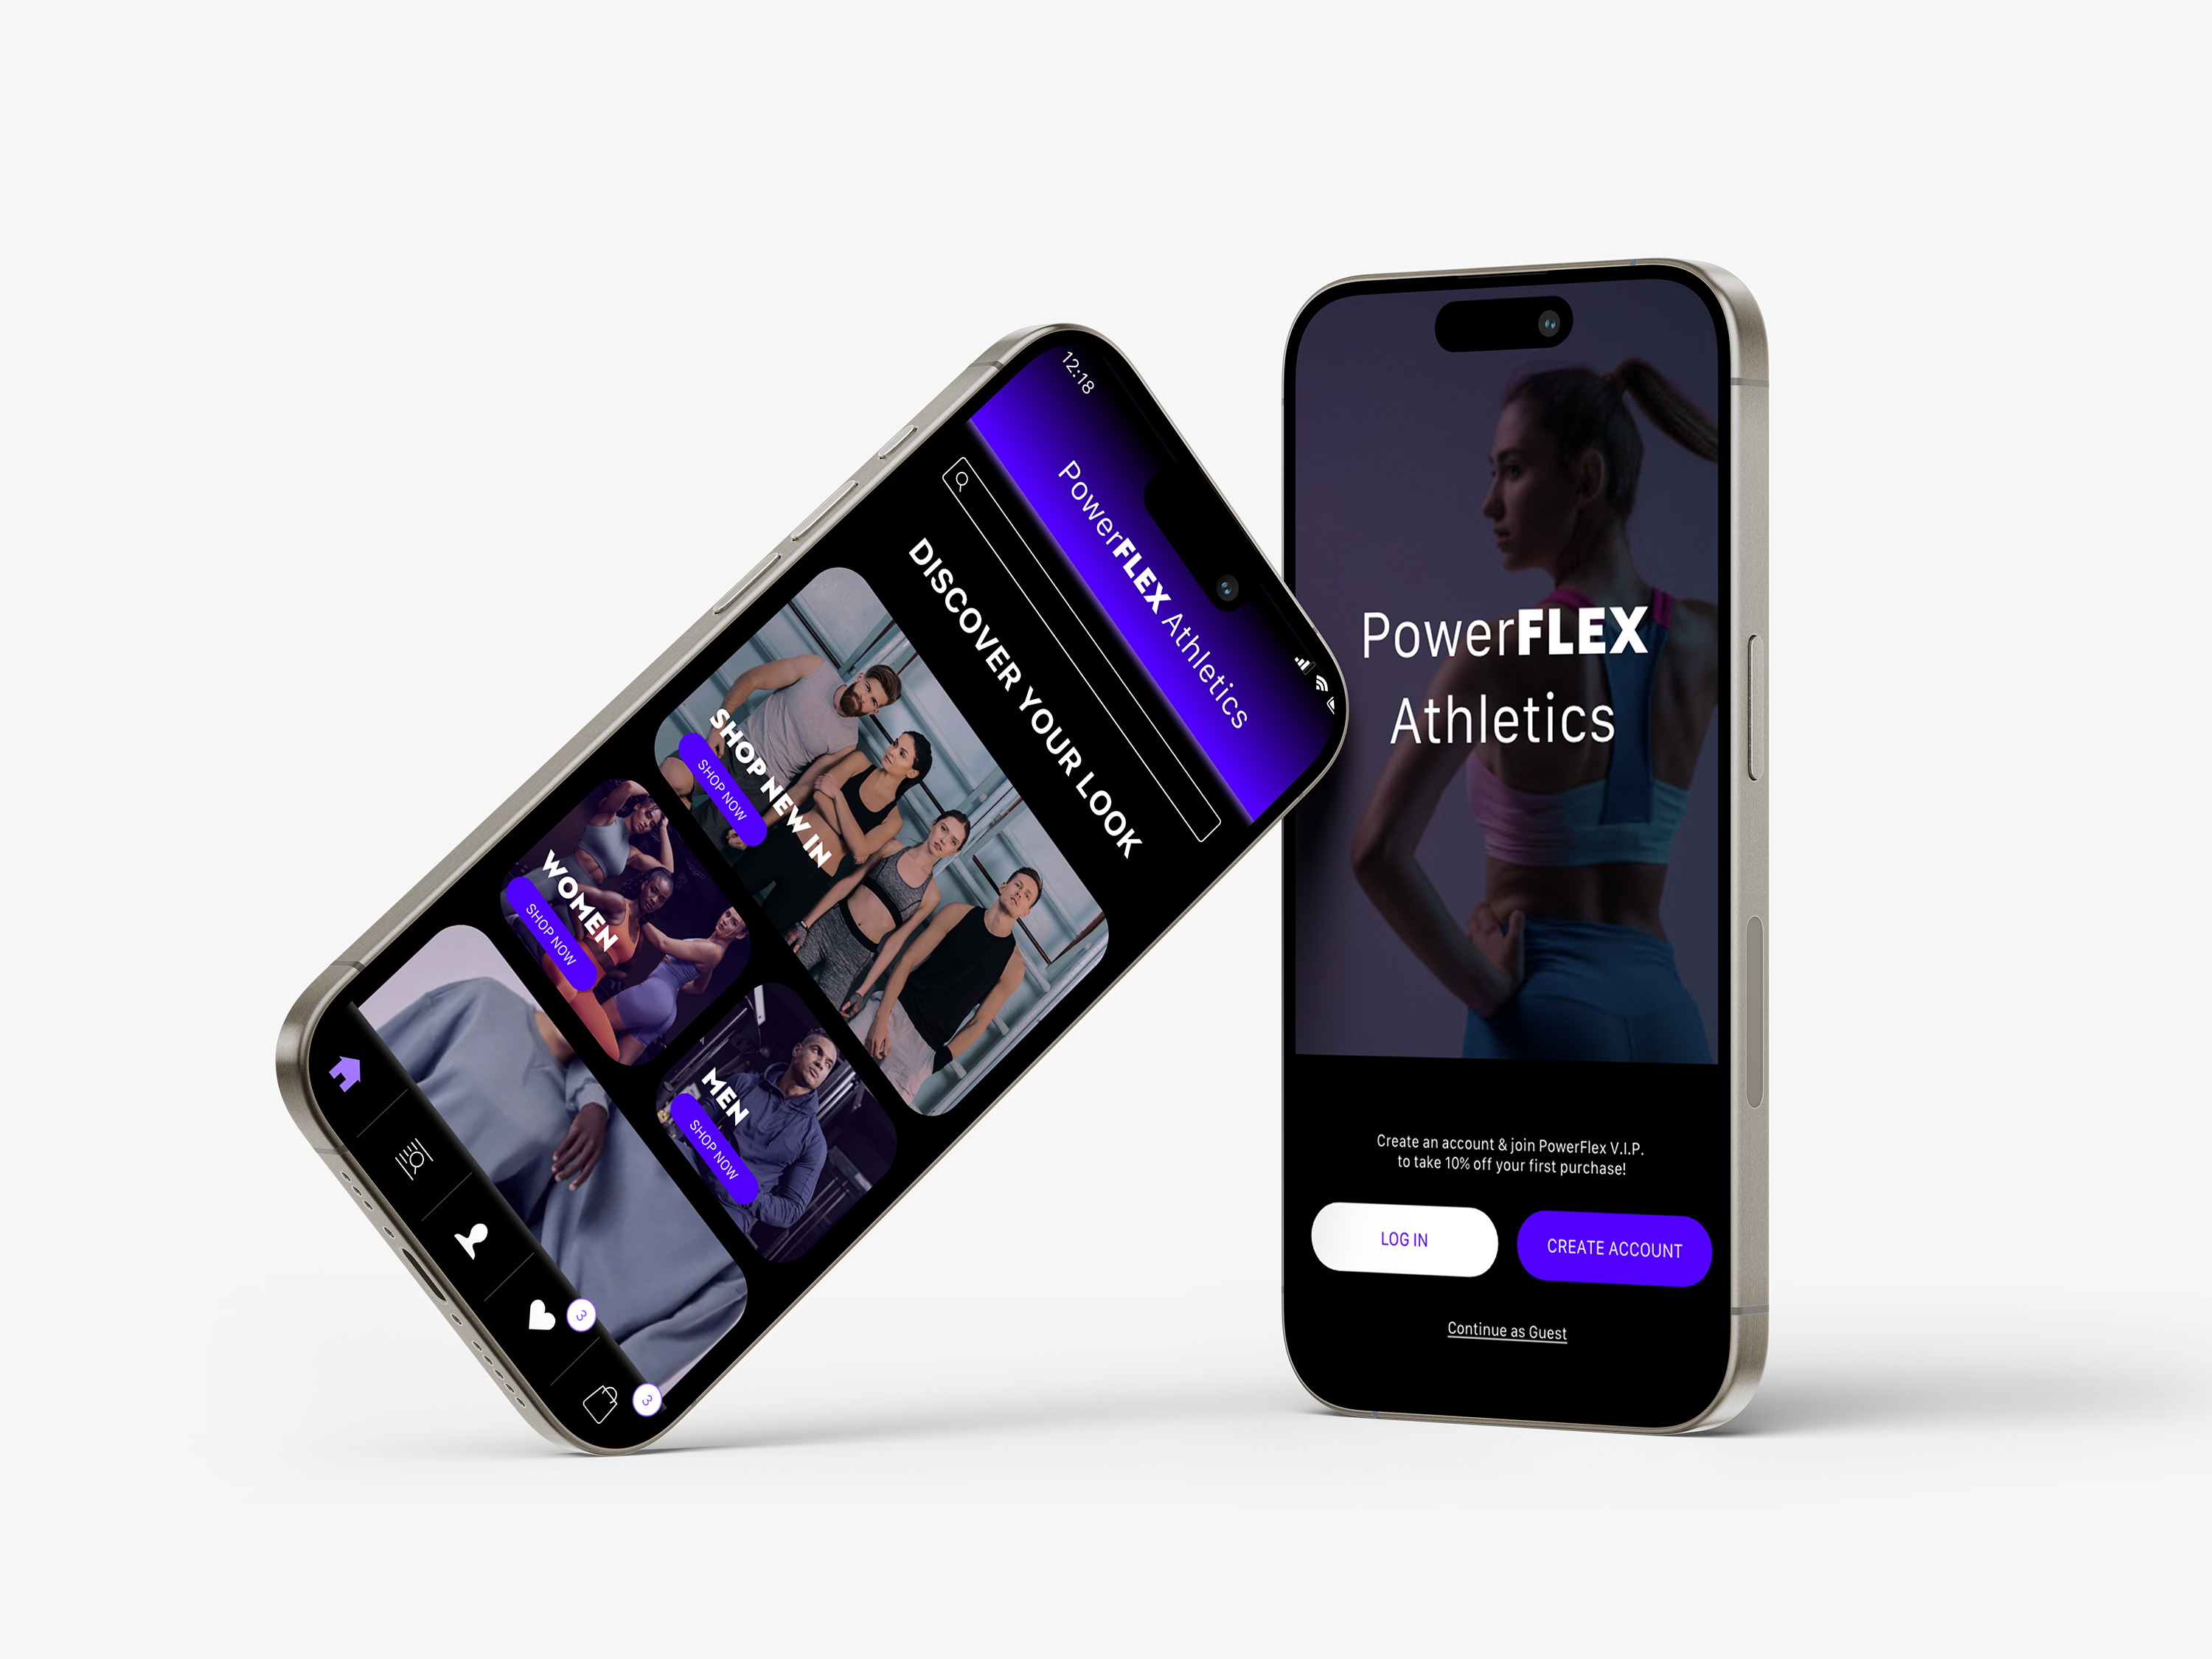 12:18
PowerFLEX Athletics
DISCOVER YOUR LOOK
SHOP NEW IN
SHOP NOW
WOMEN
SHOP NOW
MEN
SHOP NOW
3
3
PowerFLEX
Athletics
Create an account & join PowerFlex V.I.P.
to take 10% off your first purchase!
LOG IN
CREATE ACCOUNT
Continue as Guest